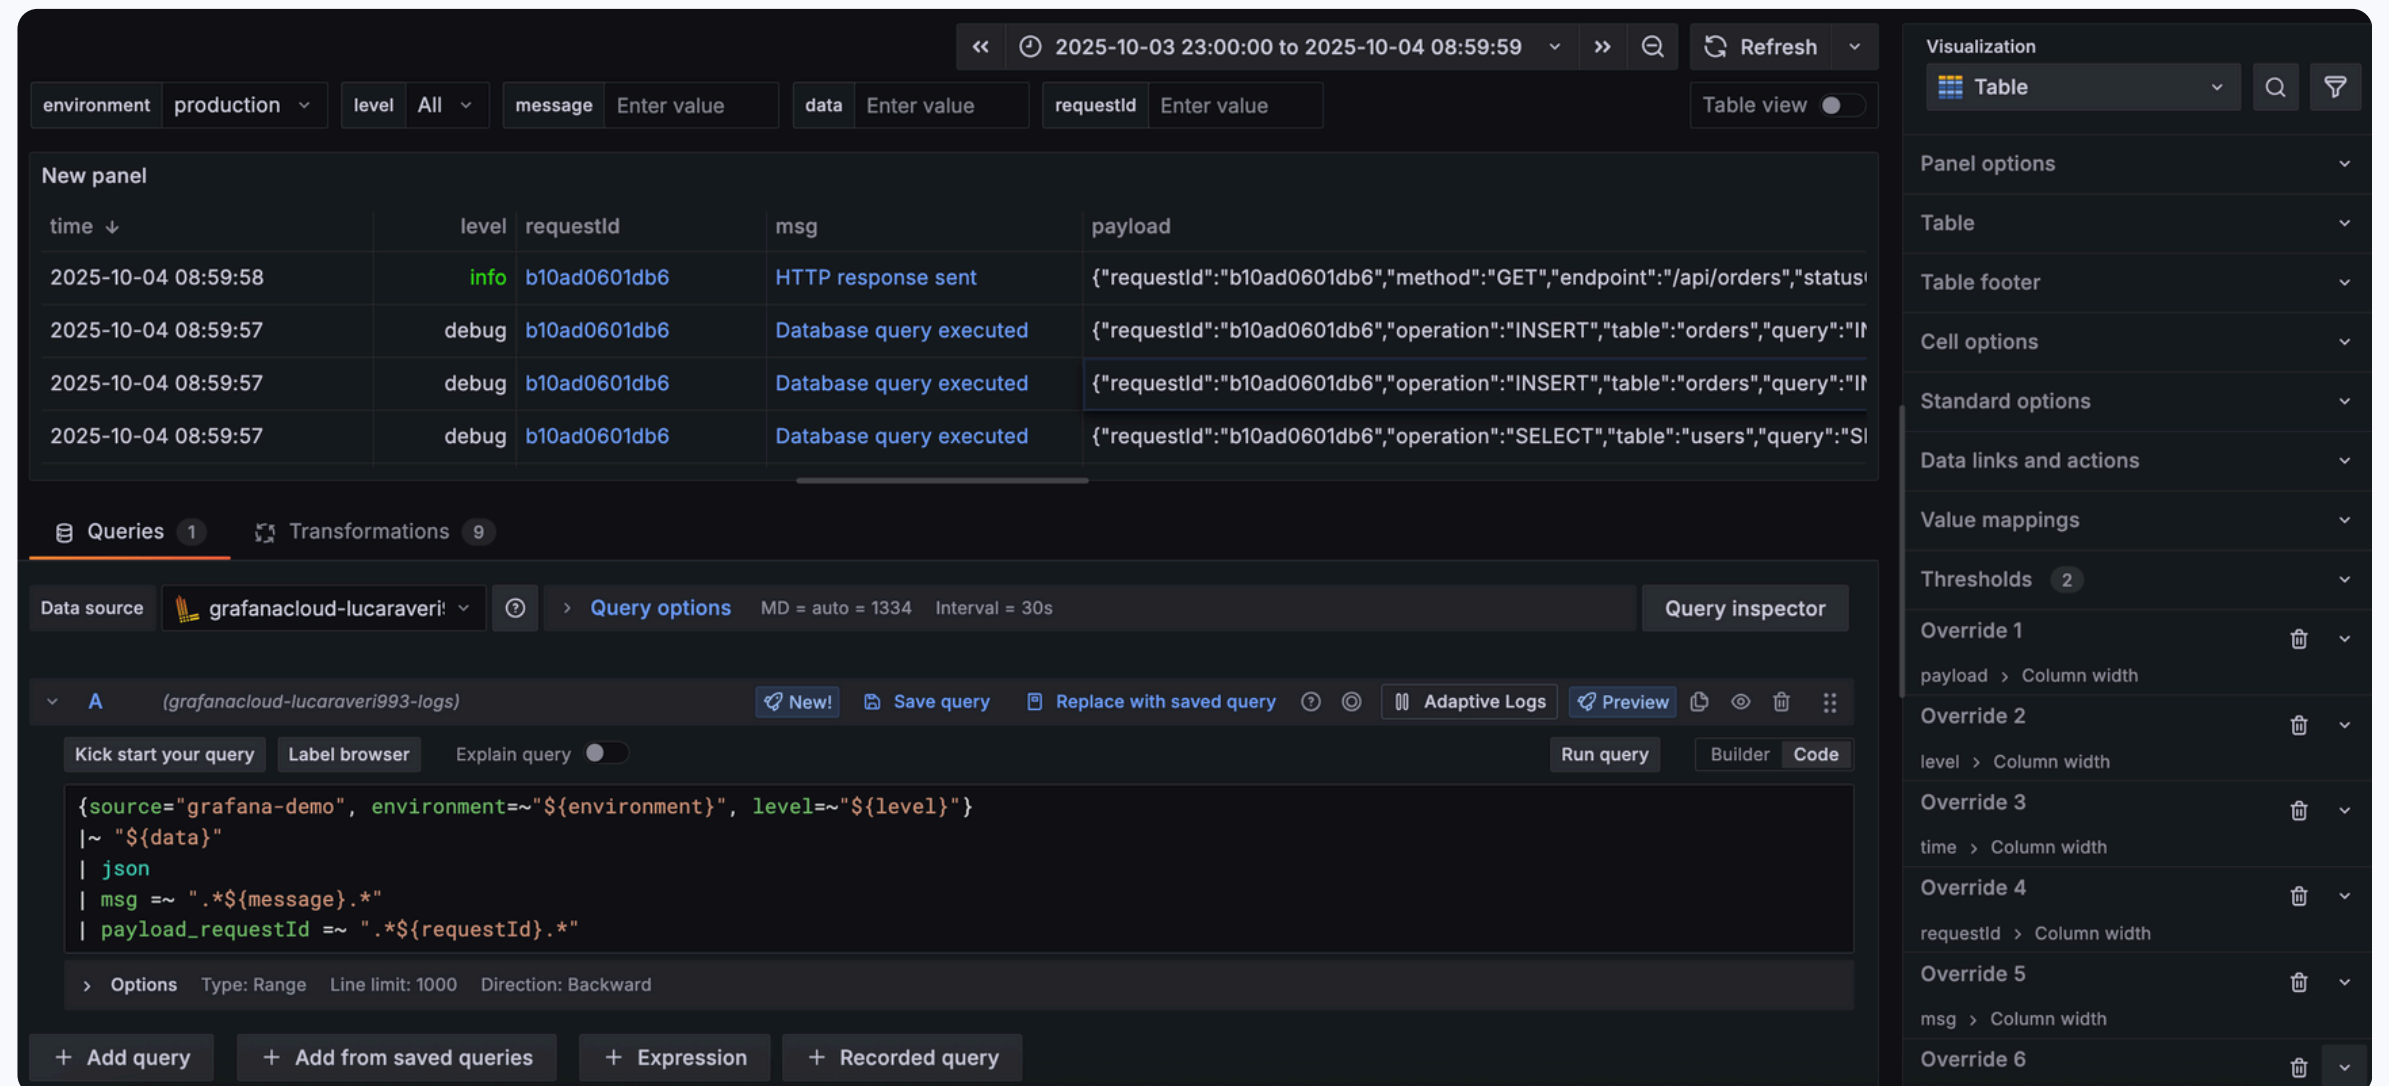 2025-10-03 23:00:00 to 2025-10-04 08:59:59
Refresh
environment production level All message Enter value data Enter value requestId Enter value Table view
New panel
time level requestId msg payload
2025-10-04 08:59:58 info b10ad0601db6 HTTP response sent {"requestId":"b10ad0601db6","method":"GET","endpoint":"/api/orders","status
2025-10-04 08:59:57 debug b10ad0601db6 Database query executed {"requestId":"b10ad0601db6","operation":"INSERT","table":"orders","query":"I
2025-10-04 08:59:57 debug b10ad0601db6 Database query executed {"requestId":"b10ad0601db6","operation":"INSERT","table":"orders","query":"I
2025-10-04 08:59:57 debug b10ad0601db6 Database query executed {"requestId":"b10ad0601db6","operation":"SELECT","table":"users","query":"S
Queries 1 Transformations 9
Data source grafanacloud-lucaraveri Query options MD = auto = 1334 Interval = 30s Query inspector
A (grafanacloud-lucaraveri993-logs) New! Save query Replace with saved query Adaptive Logs Preview
Kick start your query Label browser Explain query Run query Builder Code
{source="grafana-demo", environment=~"${environment}", level=~"${level}"}
|~ "${data}"
| json
| msg =~ ".*${message}.*"
| payload_requestId =~ ".*${requestId}.*"
Options Type: Range Line limit: 1000 Direction: Backward
+ Add query + Add from saved queries + Expression + Recorded query
Visualization
Table
Panel options
Table
Table footer
Cell options
Standard options
Data links and actions
Value mappings
Thresholds 2
Override 1
payload > Column width
Override 2
level > Column width
Override 3
time > Column width
Override 4
requestId > Column width
Override 5
msg > Column width
Override 6